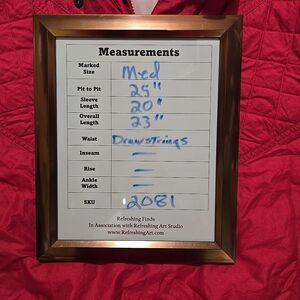 Measurements
Marked Size Med
Pit to Pit 25"
Sleeve Length 20"
Overall Length 23"
Waist Drawstrings
Inseam —
Rise —
Ankle Width —
SKU 2081
Refreshing Finds
In Association with Refreshing Art Studio
www.RefreshingArt.com